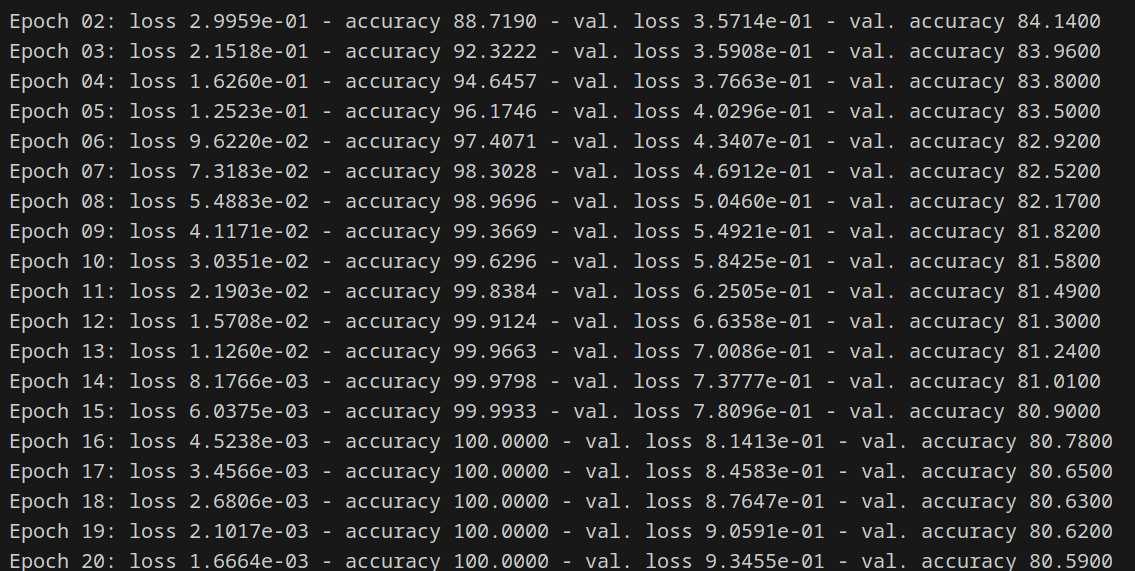 Epoch 02: loss 2.9959e-01 - accuracy 88.7190 - val. loss 3.5714e-01 - val. accuracy 84.1400
Epoch 03: loss 2.1518e-01 - accuracy 92.3222 - val. loss 3.5908e-01 - val. accuracy 83.9600
Epoch 04: loss 1.6260e-01 - accuracy 94.6457 - val. loss 3.7663e-01 - val. accuracy 83.8000
Epoch 05: loss 1.2523e-01 - accuracy 96.1746 - val. loss 4.0296e-01 - val. accuracy 83.5000
Epoch 06: loss 9.6220e-02 - accuracy 97.4071 - val. loss 4.3407e-01 - val. accuracy 82.9200
Epoch 07: loss 7.3183e-02 - accuracy 98.3028 - val. loss 4.6912e-01 - val. accuracy 82.5200
Epoch 08: loss 5.4883e-02 - accuracy 98.9696 - val. loss 5.0460e-01 - val. accuracy 82.1700
Epoch 09: loss 4.1171e-02 - accuracy 99.3669 - val. loss 5.4921e-01 - val. accuracy 81.8200
Epoch 10: loss 3.0351e-02 - accuracy 99.6296 - val. loss 5.8425e-01 - val. accuracy 81.5800
Epoch 11: loss 2.1903e-02 - accuracy 99.8384 - val. loss 6.2505e-01 - val. accuracy 81.4900
Epoch 12: loss 1.5708e-02 - accuracy 99.9124 - val. loss 6.6358e-01 - val. accuracy 81.3000
Epoch 13: loss 1.1260e-02 - accuracy 99.9663 - val. loss 7.0086e-01 - val. accuracy 81.2400
Epoch 14: loss 8.1766e-03 - accuracy 99.9798 - val. loss 7.3777e-01 - val. accuracy 81.0100
Epoch 15: loss 6.0375e-03 - accuracy 99.9933 - val. loss 7.8096e-01 - val. accuracy 80.9000
Epoch 16: loss 4.5238e-03 - accuracy 100.0000 - val. loss 8.1413e-01 - val. accuracy 80.7800
Epoch 17: loss 3.4566e-03 - accuracy 100.0000 - val. loss 8.4583e-01 - val. accuracy 80.6500
Epoch 18: loss 2.6806e-03 - accuracy 100.0000 - val. loss 8.7647e-01 - val. accuracy 80.6300
Epoch 19: loss 2.1017e-03 - accuracy 100.0000 - val. loss 9.0591e-01 - val. accuracy 80.6200
Epoch 20: loss 1.6664e-03 - accuracy 100.0000 - val. loss 9.3455e-01 - val. accuracy 80.5900